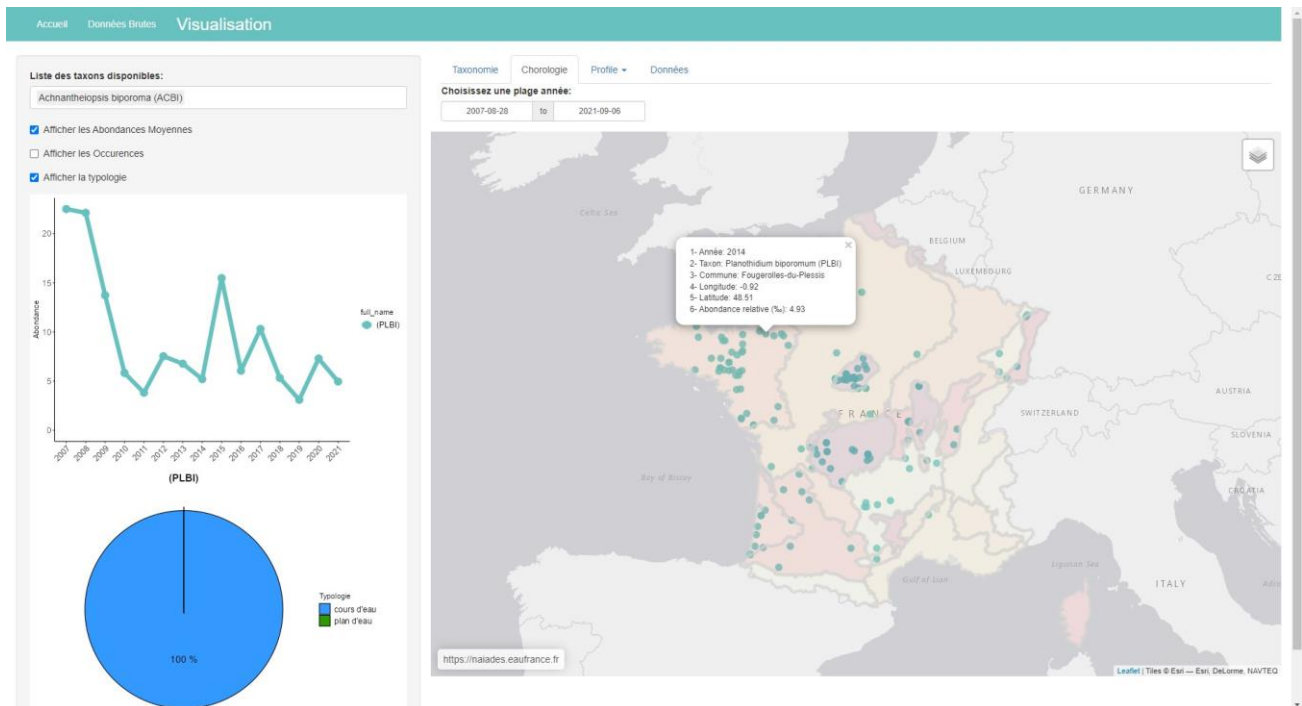 Accueil Données Brutes Visualisation
Liste des taxons disponibles:
Achnantheiopsis biporoma (ACBI)
Afficher les Abondances Moyennes
Afficher les Occurences
Afficher la typologie
Abondance
20
15
10
5
0
2007 2008 2009 2010 2011 2012 2013 2014 2015 2016 2017 2018 2019 2020 2021
full_name
(PLBI)
(PLBI)
100 %
Typologie
cours d'eau
plan d'eau
Taxonomie Chorologie Profile Données
Choisissez une plage année:
2007-08-28 to 2021-09-06
GERMANY
Celtic Sea
BELGIUM
LUXEMBOURG
CZE
×
1- Année: 2014
2- Taxon: Planothidium biporomum (PLBI)
3- Commune: Fougerolles-du-Plessis
4- Longitude: -0.92
5- Latitude: 48.51
6- Abondance relative (‰): 4.93
AUSTRIA
FRANCE
SWITZERLAND
SLOVENIA
Bay of Biscay
CROATIA
Ligurian Sea
Gulf of Lion
ITALY
Adri
https://naiades.eaufrance.fr
Leaflet | Tiles © Esri — Esri, DeLorme, NAVTEQ